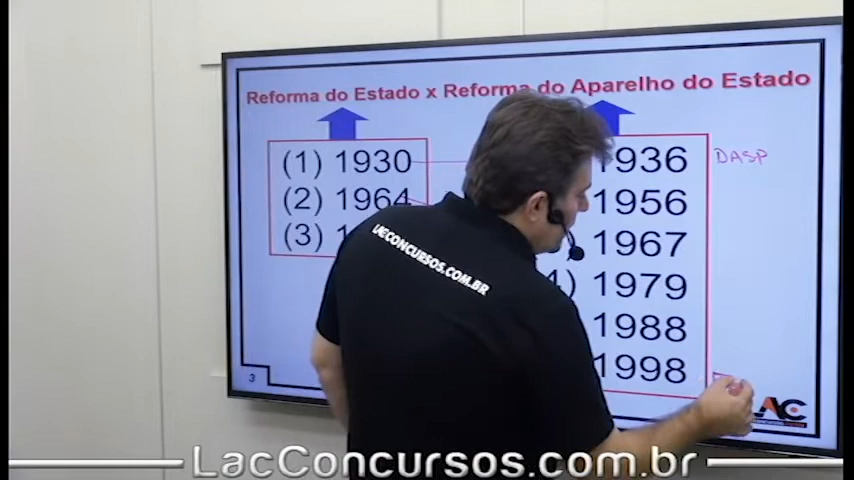 Reforma do Estado x Reforma do Aparelho do Estado
(1) 1930
(2) 1964
(3)
1936 DASP
1956
1967
1979
1988
1998
LACCONCURSOS.COM.BR
3
AC
LacConcursos.com.br